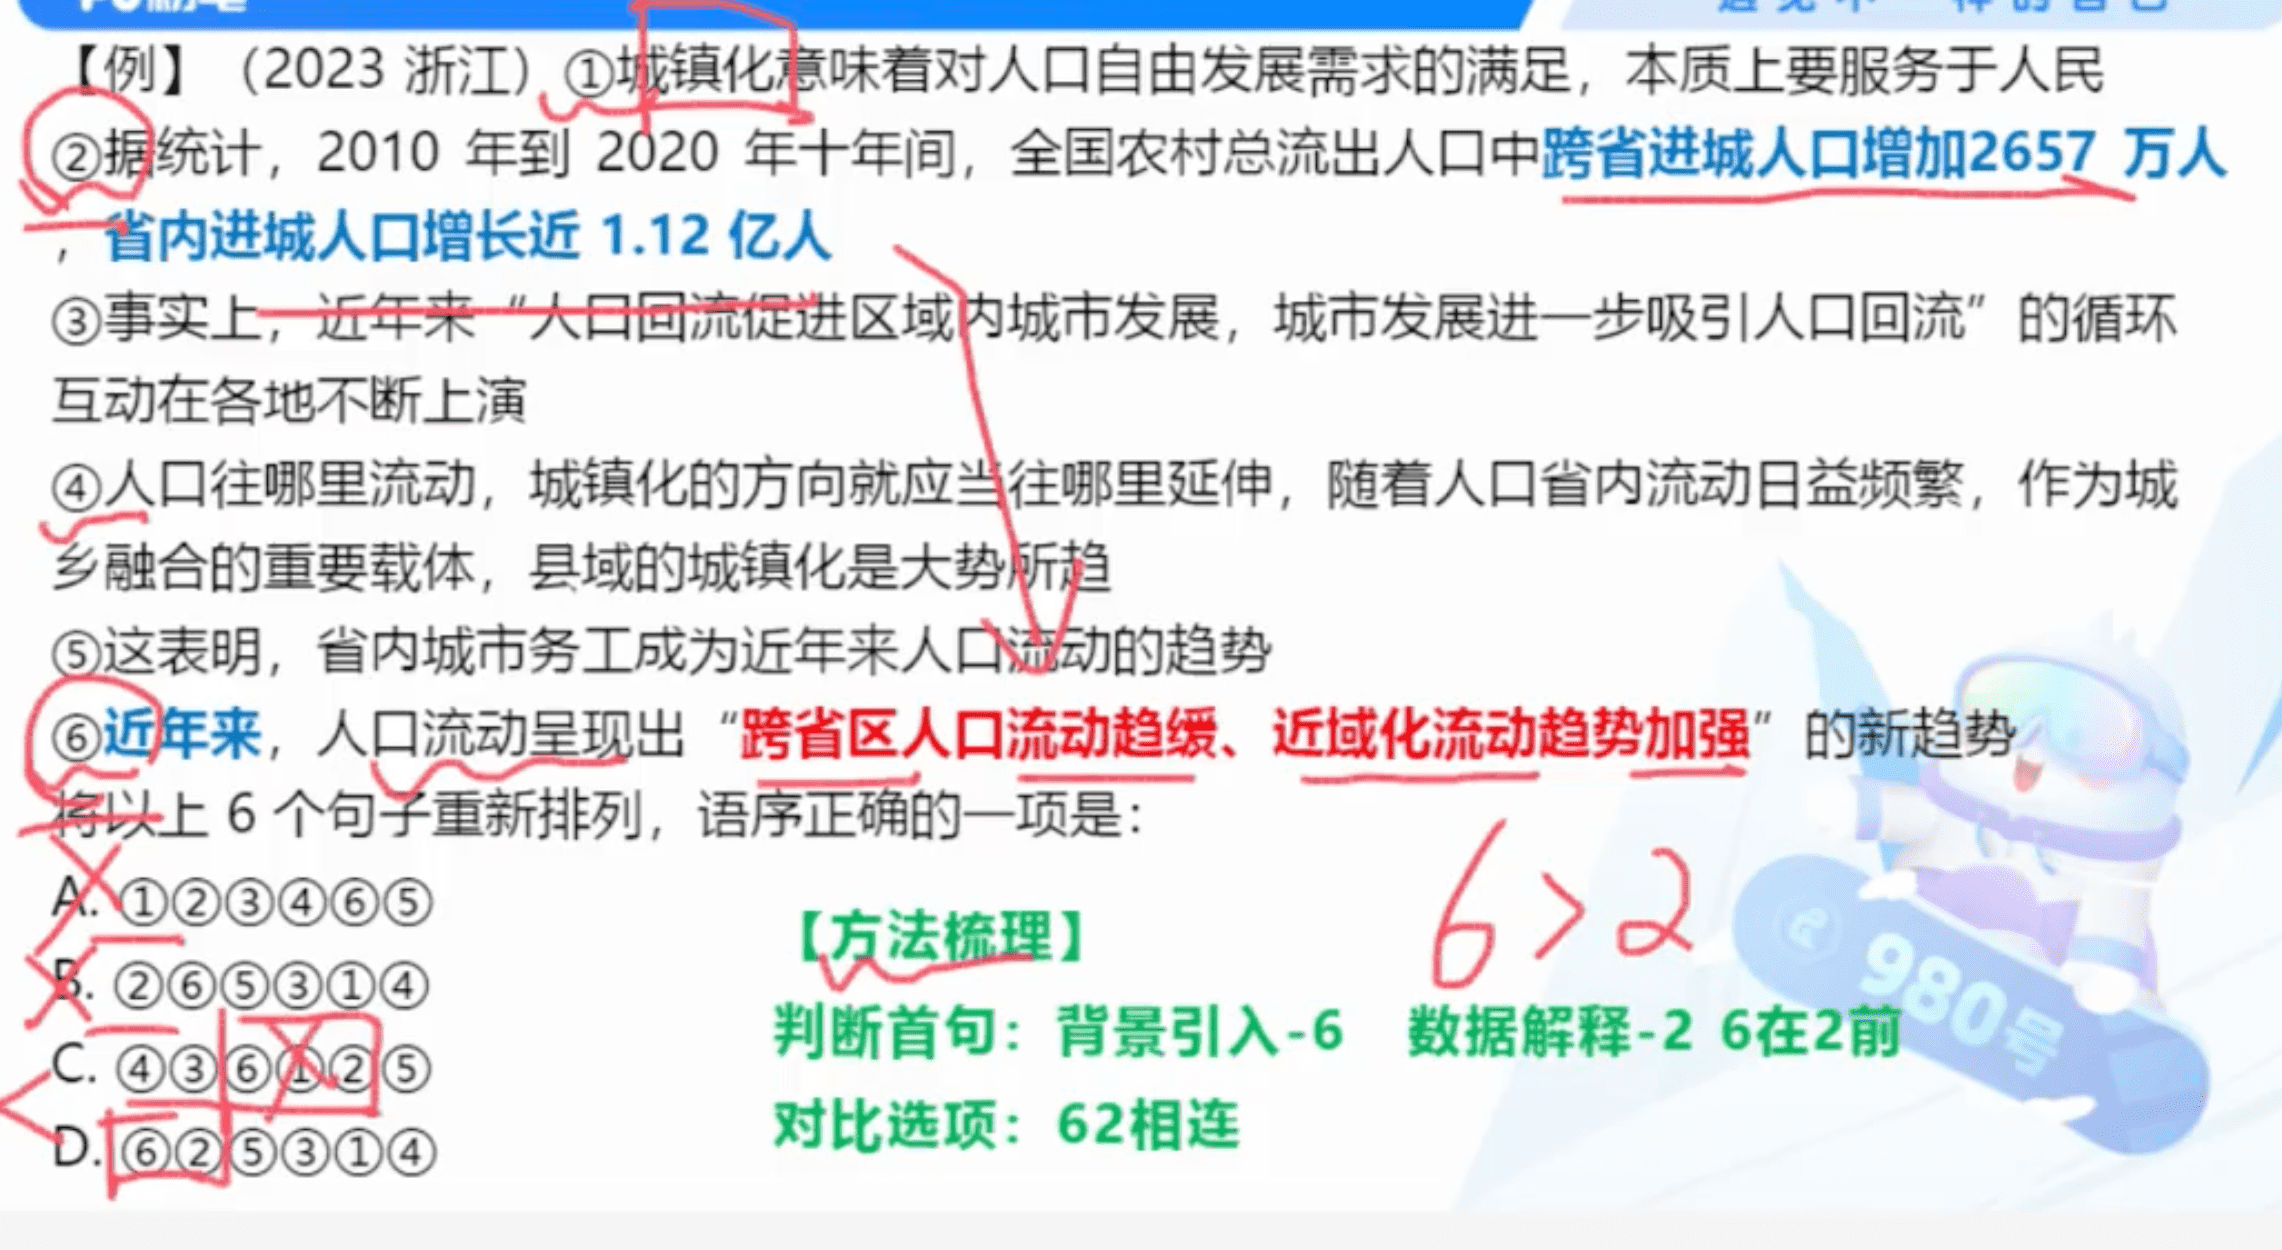 【例】（2023 浙江）①城镇化意味着对人口自由发展需求的满足，本质上要服务于人民
②据统计，2010 年到 2020 年十年间，全国农村总流出人口中跨省进城人口增加2657 万人
，省内进城人口增长近 1.12 亿人
③事实上，近年来“人口回流促进区域内城市发展，城市发展进一步吸引人口回流”的循环
互动在各地不断上演
④人口往哪里流动，城镇化的方向就应当往哪里延伸，随着人口省内流动日益频繁，作为城
乡融合的重要载体，县域的城镇化是大势所趋
⑤这表明，省内城市务工成为近年来人口流动的趋势
⑥近年来，人口流动呈现出“跨省区人口流动趋缓、近域化流动趋势加强”的新趋势
将以上 6 个句子重新排列，语序正确的一项是：
A. ①②③④⑥⑤
B. ②⑥⑤③①④
C. ④③⑥①②⑤
D. ⑥②⑤③①④
6>2
【方法梳理】
判断首句：背景引入-6 数据解释-2 6在2前
对比选项：62相连
980号